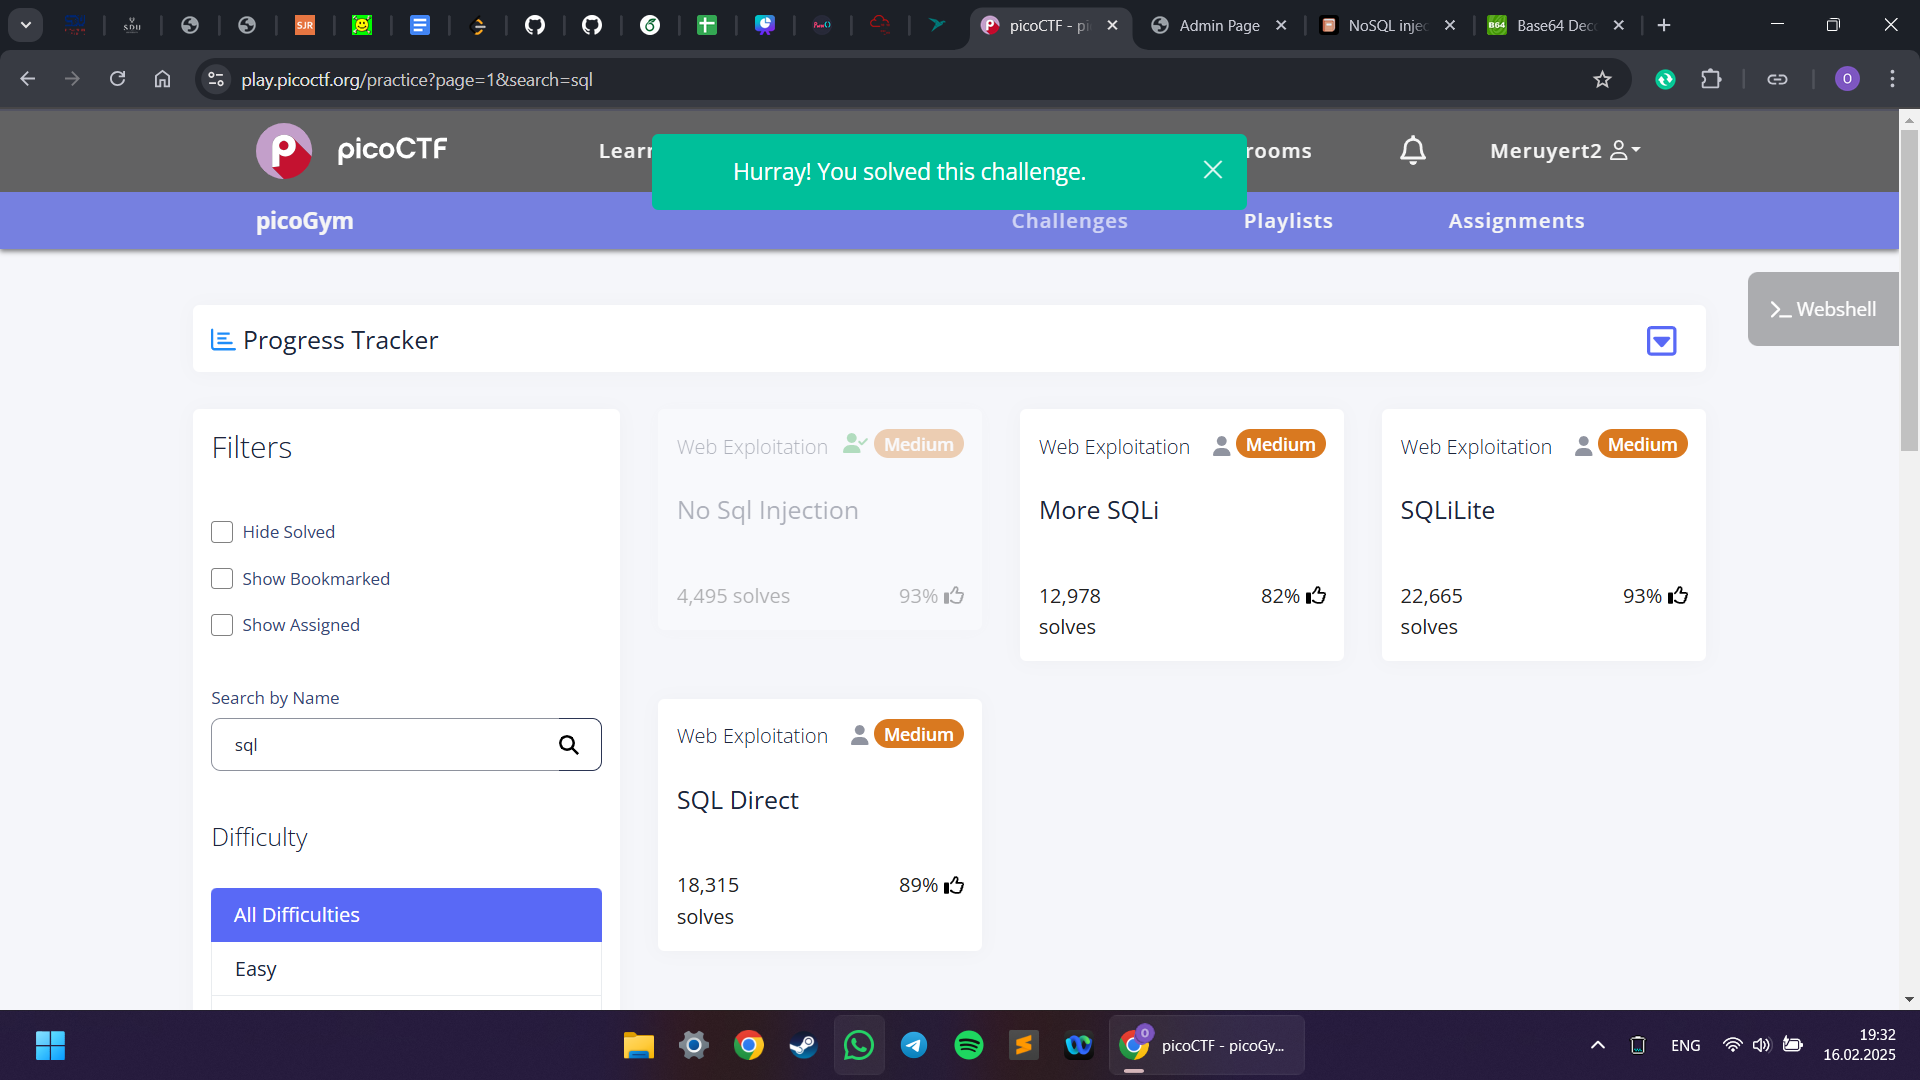 SJR
picoCTF - pi
Admin Page
NoSQL injec
B64
Base64 Dec
play.picoctf.org/practice?page=1&search=sql
O
picoCTF
Learn
Hurray! You solved this challenge.
rooms
Meruyert2
picoGym
Challenges
Playlists
Assignments
Webshell
Progress Tracker
Filters
Hide Solved
Show Bookmarked
Show Assigned
Search by Name
sql
Difficulty
All Difficulties
Easy
Web Exploitation
Medium
No Sql Injection
4,495 solves
93%
Web Exploitation
Medium
More SQLi
12,978
solves
82%
Web Exploitation
Medium
SQLiLite
22,665
solves
93%
Web Exploitation
Medium
SQL Direct
18,315
solves
89%
picoCTF - picoGy...
ENG
19:32
16.02.2025